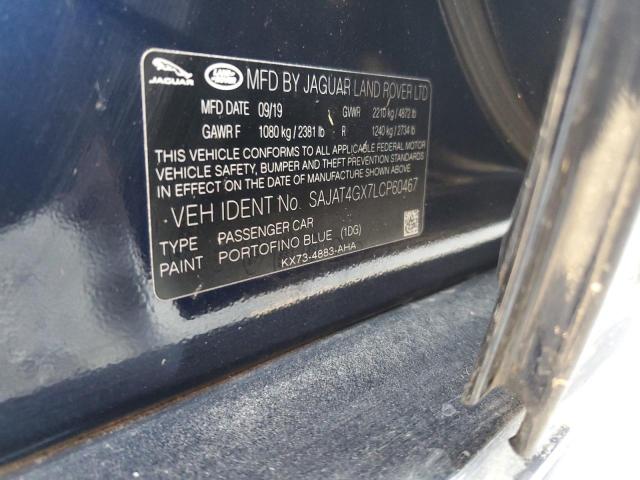 JAGUAR LAND ROVER MFD BY JAGUAR LAND ROVER LTD
MFD DATE 09/19 GVWR 2210 kg / 4872 lb
GAWR F 1080 kg / 2381 lb R 1240 kg / 2734 lb
THIS VEHICLE CONFORMS TO ALL APPLICABLE FEDERAL MOTOR
VEHICLE SAFETY, BUMPER AND THEFT PREVENTION STANDARDS
IN EFFECT ON THE DATE OF MANUFACTURE SHOWN ABOVE.
VEH IDENT No. SAJAT4GX7LCP60467
TYPE PASSENGER CAR
PAINT PORTOFINO BLUE (1DG)
KX73-4883-AHA